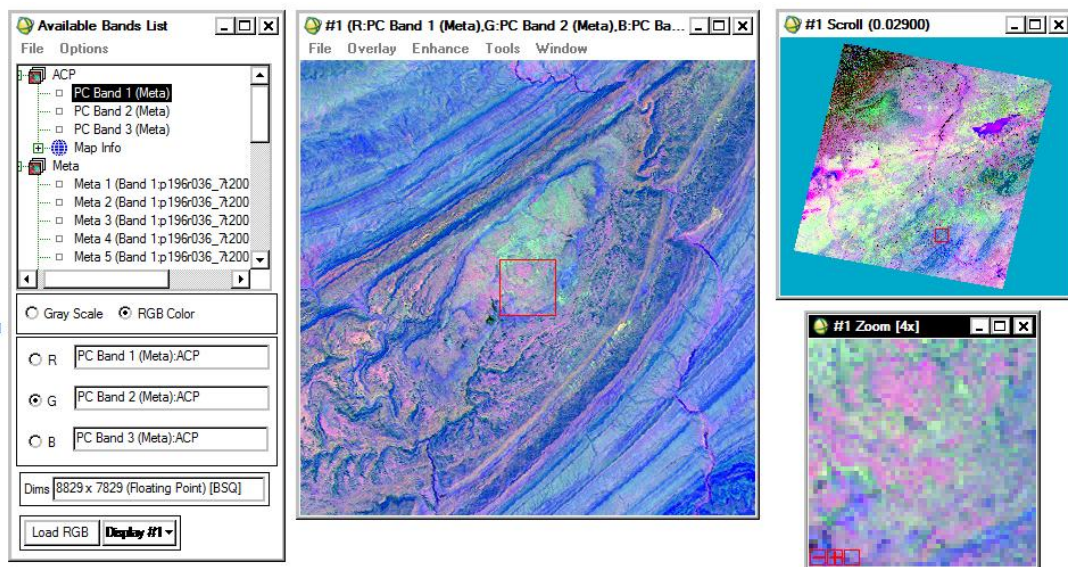 Available Bands List
File Options
ACP
PC Band 1 (Meta)
PC Band 2 (Meta)
PC Band 3 (Meta)
Map Info
Meta
Meta 1 (Band 1:p196r036_7t200
Meta 2 (Band 1:p196r036_7t200
Meta 3 (Band 1:p196r036_7t200
Meta 4 (Band 1:p196r036_7t200
Meta 5 (Band 1:p196r036_7t200
Gray Scale RGB Color
R PC Band 1 (Meta):ACP
G PC Band 2 (Meta):ACP
B PC Band 3 (Meta):ACP
Dims 8829 x 7829 (Floating Point) [BSQ]
Load RGB Display #1
#1 (R:PC Band 1 (Meta),G:PC Band 2 (Meta),B:PC Ba...
File Overlay Enhance Tools Window
#1 Scroll (0.02900)
#1 Zoom [4x]